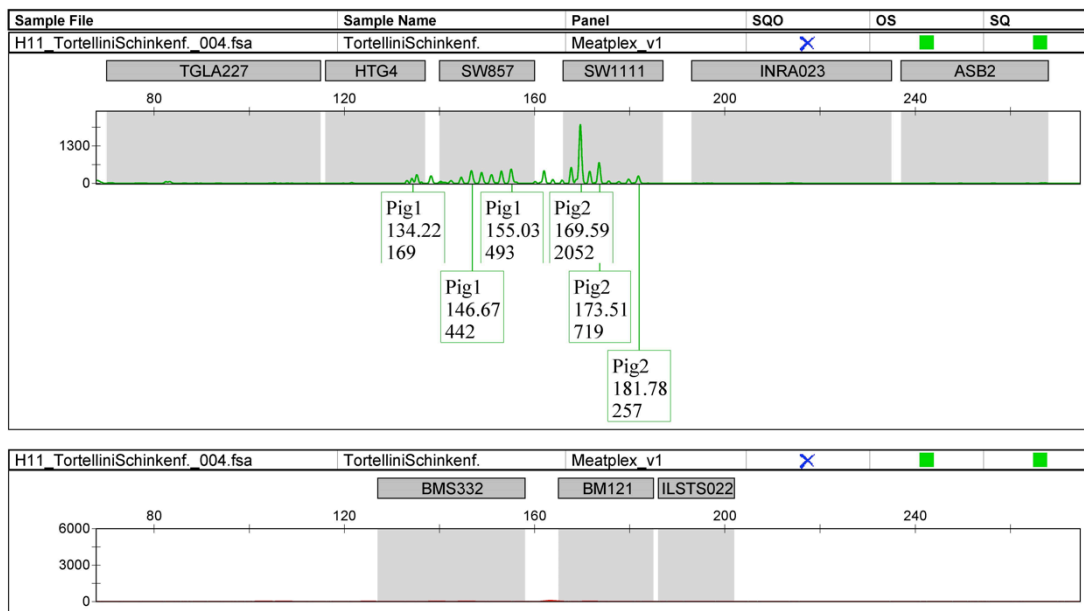 Sample File Sample Name Panel SQO OS SQ
H11_TortelliniSchinkenf._004.fsa TortelliniSchinkenf. Meatplex_v1
TGLA227 HTG4 SW857 SW1111 INRA023 ASB2
80 120 160 200 240
1300
0
Pig1 Pig1 Pig2
134.22 155.03 169.59
169 493 2052
Pig1 Pig2
146.67 173.51
442 719
Pig2
181.78
257
H11_TortelliniSchinkenf._004.fsa TortelliniSchinkenf. Meatplex_v1
BMS332 BM121 ILSTS022
80 120 160 200 240
6000
3000
0